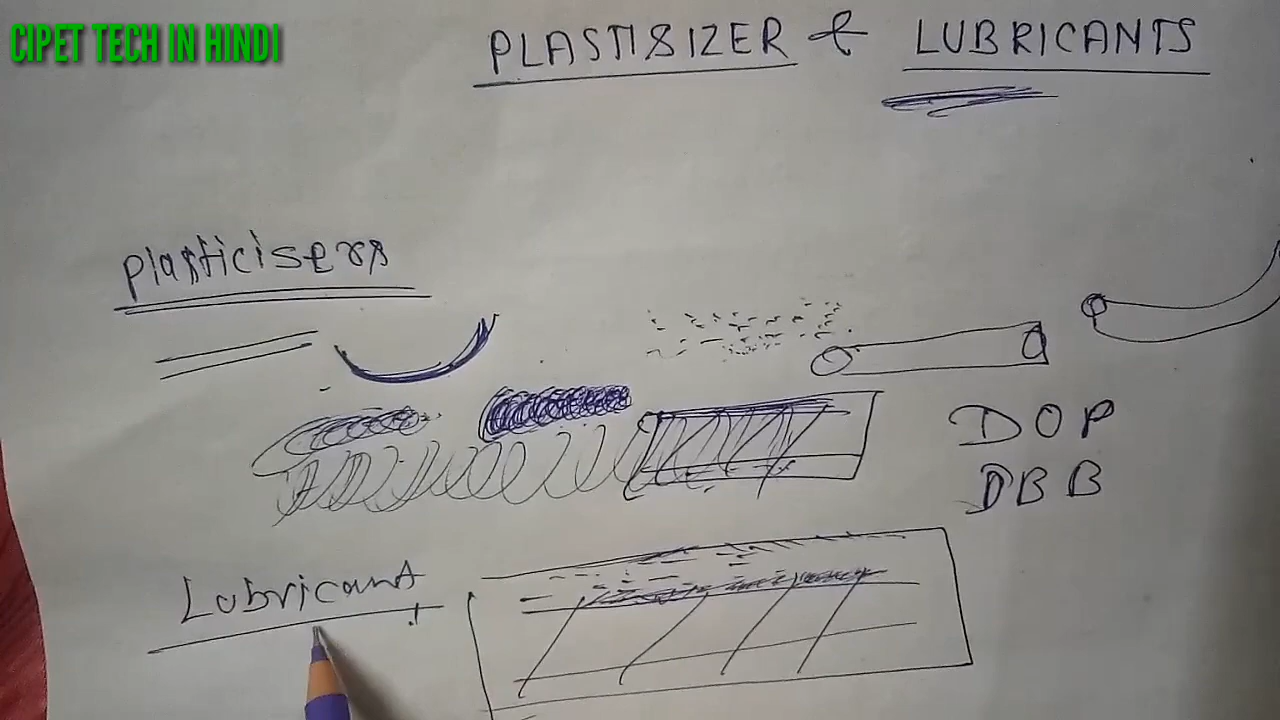 CIPET TECH IN HINDI
PLASTISIZER & LUBRICANTS
Plasticisers
DOP
DBB
Lubricant